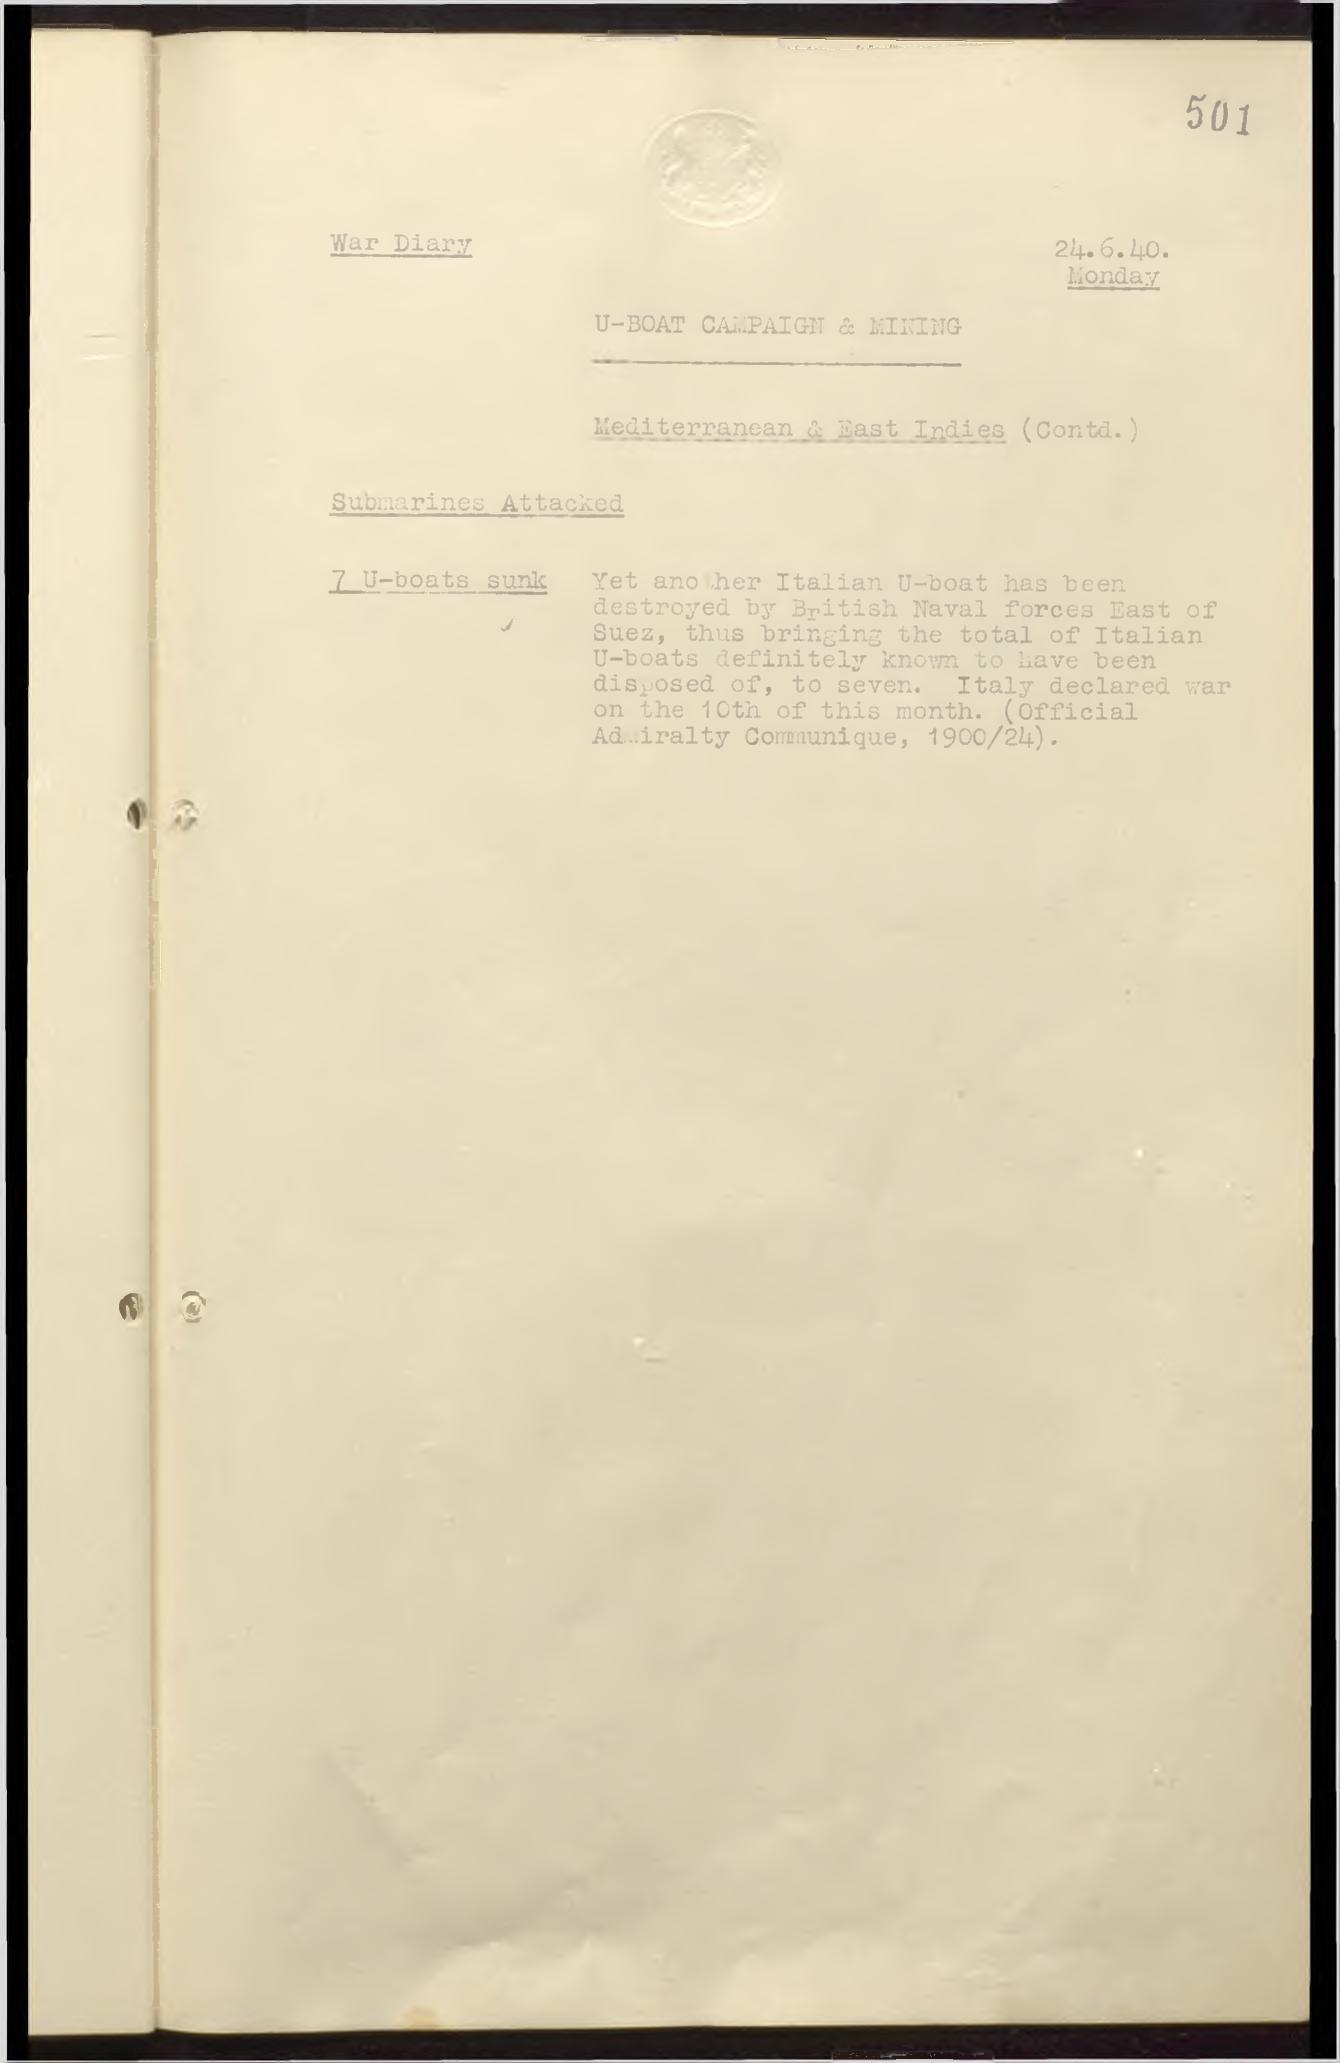 501
War Diary
24.6.40.
Monday
U-BOAT CAMPAIGN & MINING
Mediterranean & East Indies (Contd.)
Submarines Attacked
7 U-boats sunk
Yet another Italian U-boat has been
destroyed by British Naval forces East of
Suez, thus bringing the total of Italian
U-boats definitely known to have been
disposed of, to seven. Italy declared war
on the 10th of this month. (Official
Admiralty Communique, 1900/24).